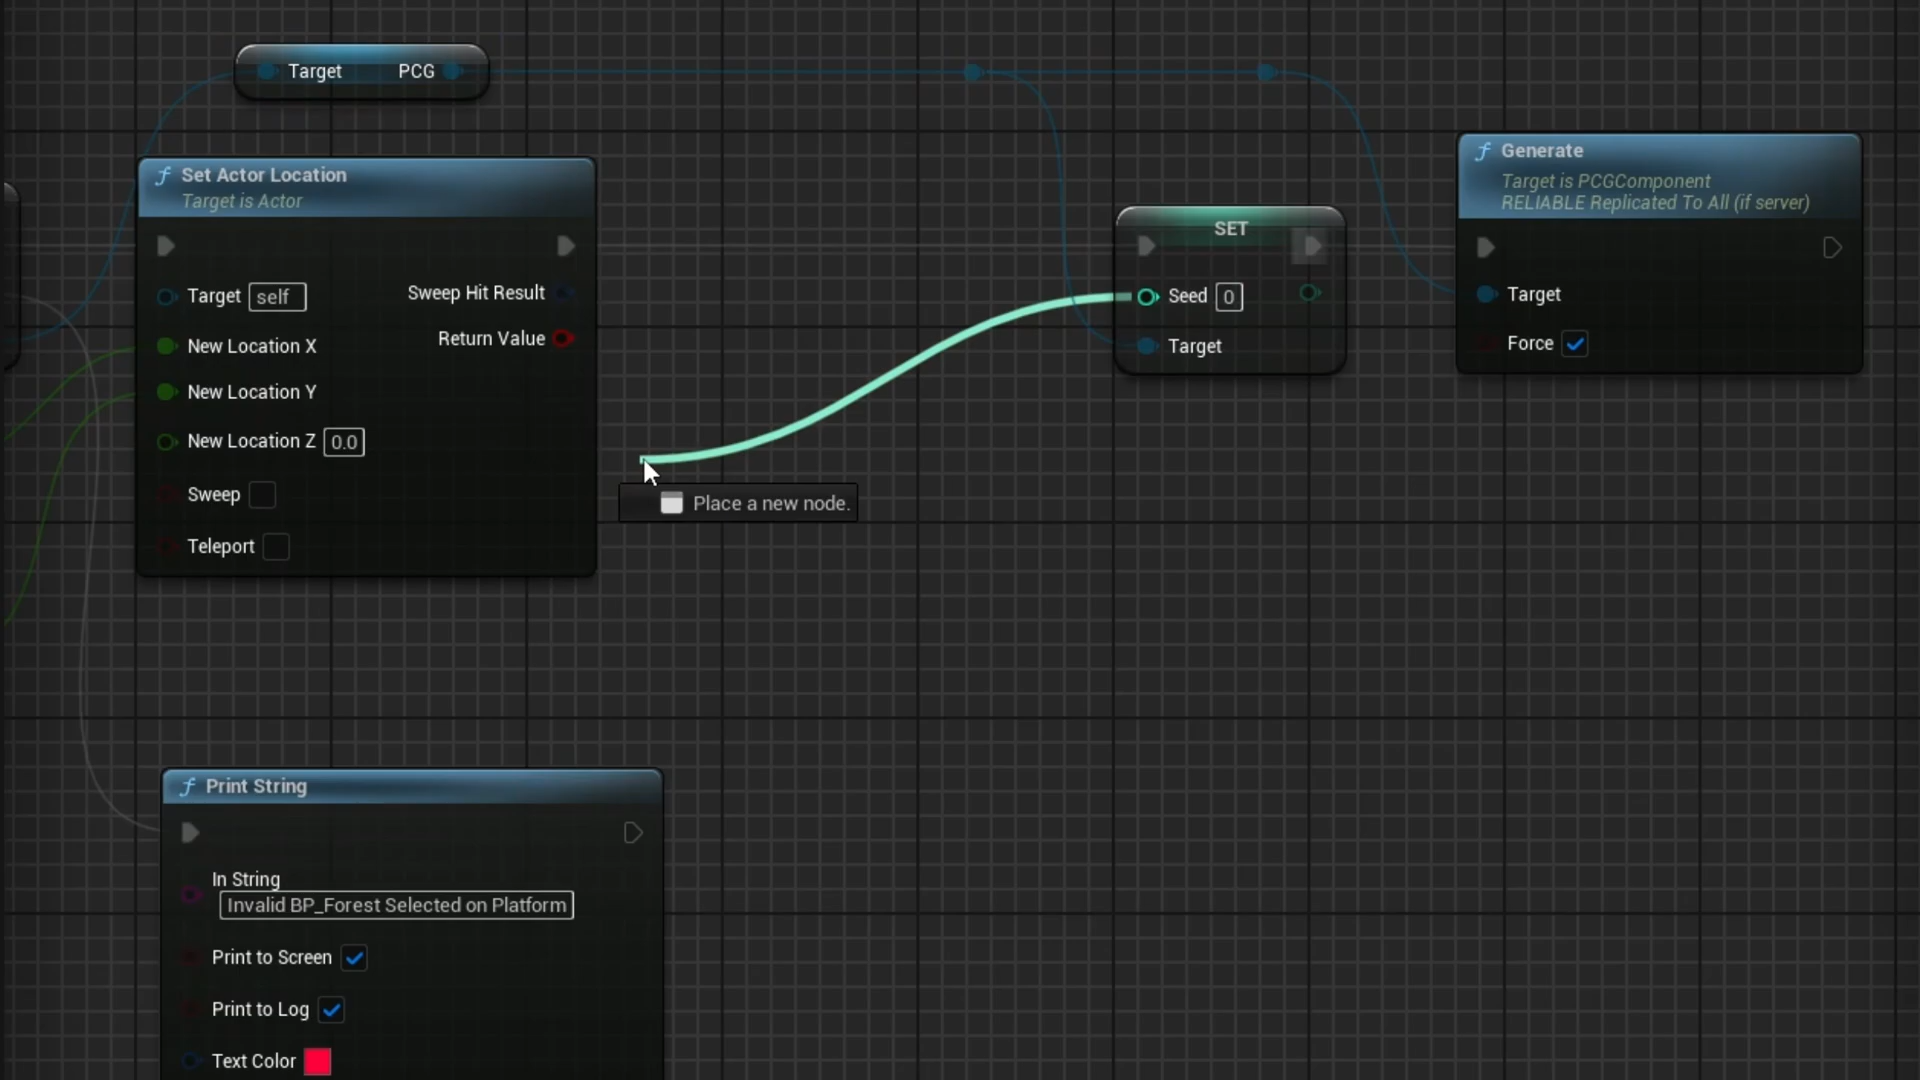 Target PCG
Set Actor Location
Target is Actor
Target self
Sweep Hit Result
New Location X
Return Value
New Location Y
New Location Z 0.0
Sweep
Teleport
Place a new node.
SET
Seed 0
Target
Generate
Target is PCGComponent
RELIABLE Replicated To All (if server)
Target
Force
Print String
In String
Invalid BP_Forest Selected on Platform
Print to Screen
Print to Log
Text Color